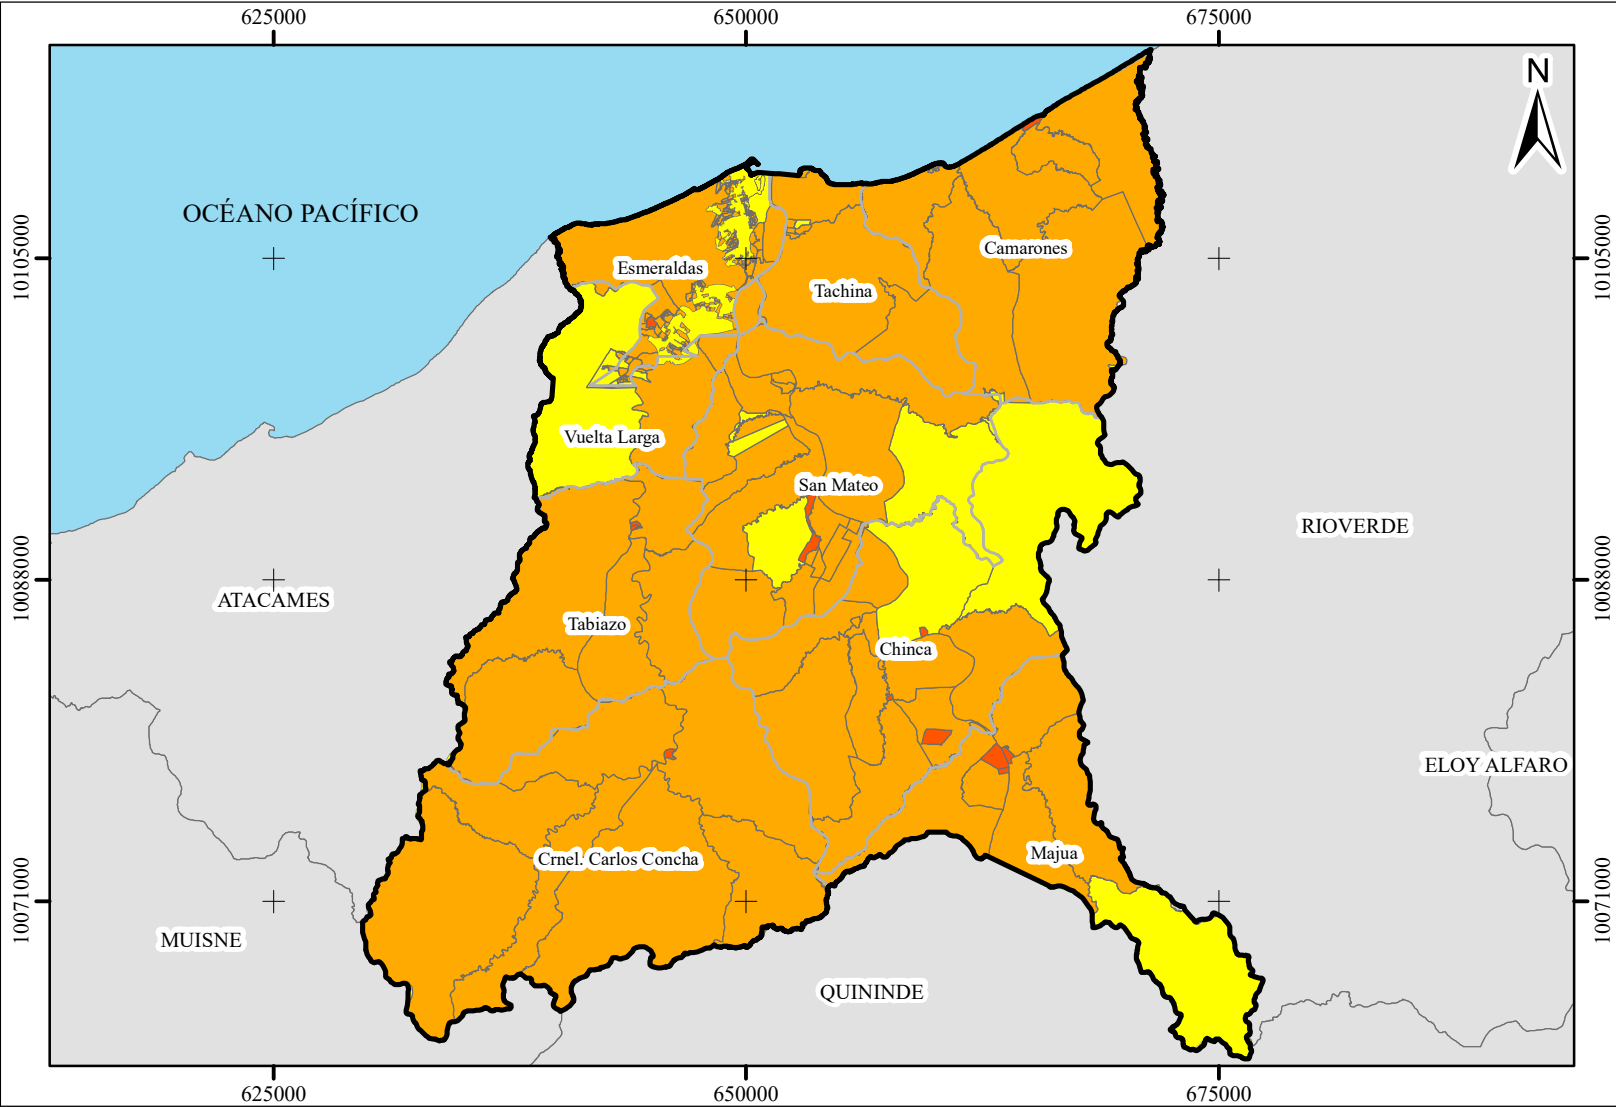 625000
650000
675000
N
OCÉANO PACÍFICO
10105000
10105000
Esmeraldas
Camarones
Tachina
Vuelta Larga
San Mateo
RIOVERDE
10088000
10088000
ATACAMES
Tabiazo
Chinca
ELOY ALFARO
Crnel. Carlos Concha
Majua
10071000
10071000
MUISNE
QUININDE
625000
650000
675000